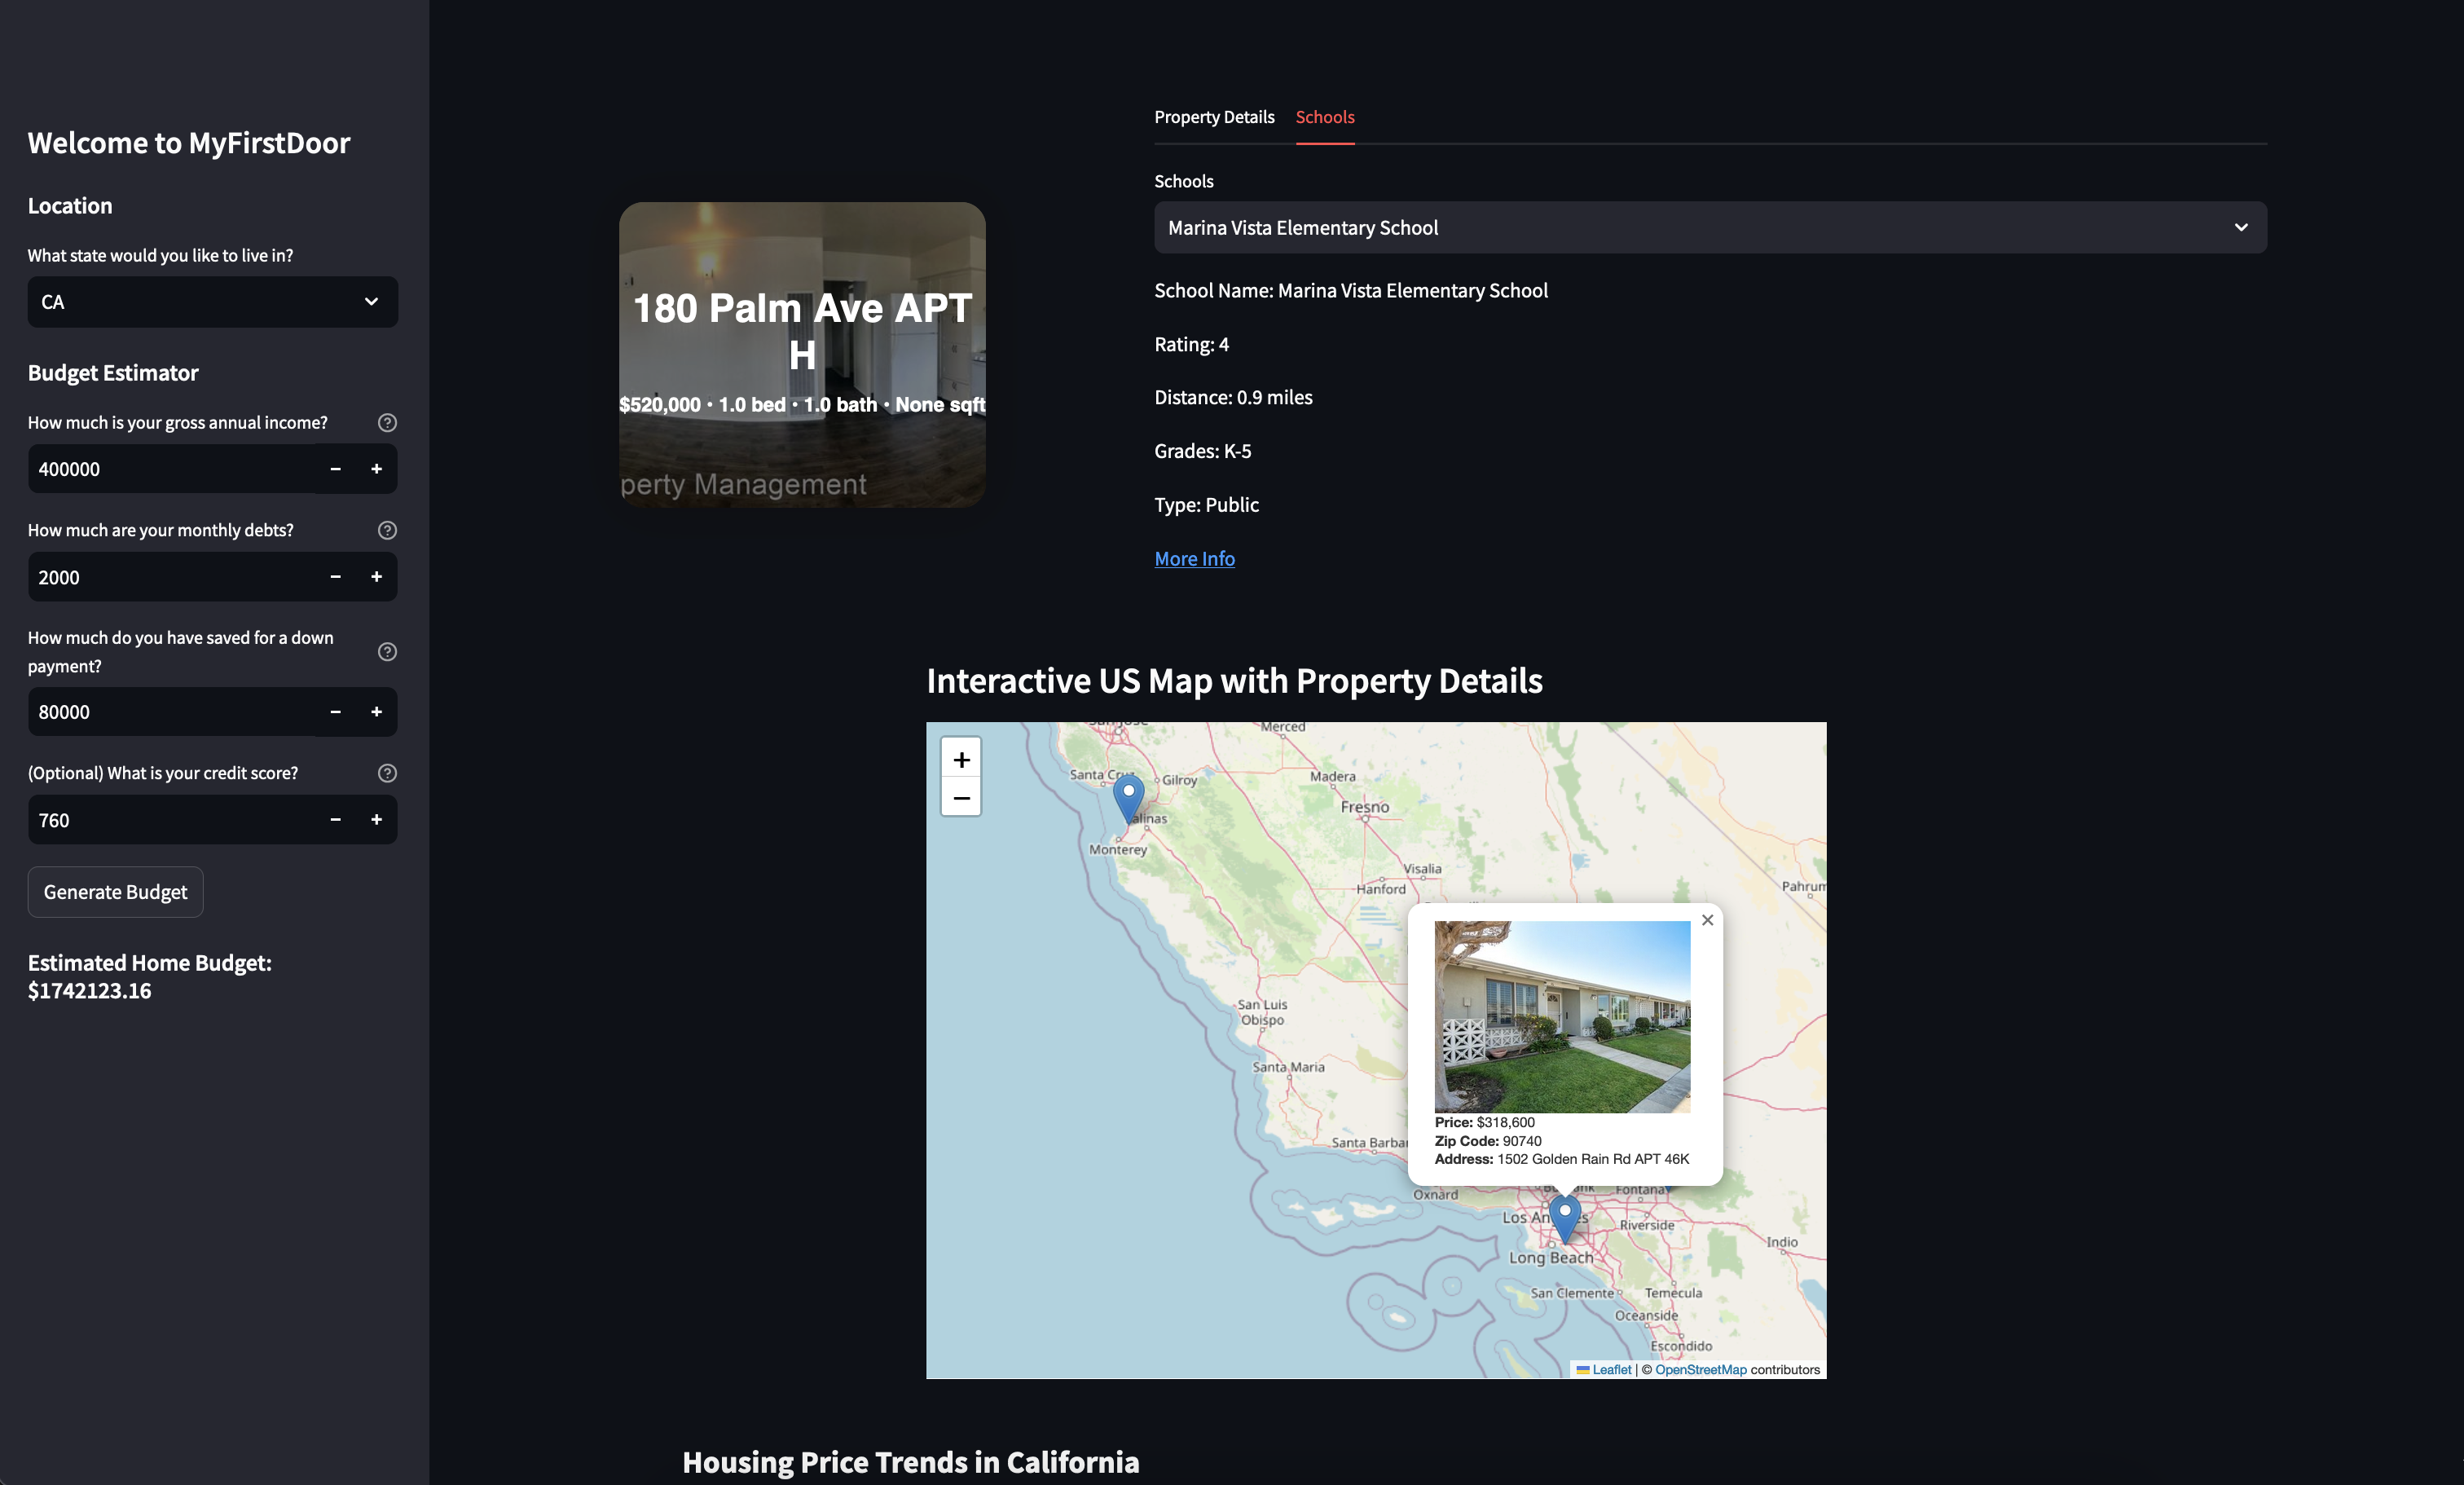 Welcome to MyFirstDoor
Location
What state would you like to live in?
CA
Budget Estimator
How much is your gross annual income?
400000
How much are your monthly debts?
2000
How much do you have saved for a down
payment?
80000
(Optional) What is your credit score?
760
Generate Budget
Estimated Home Budget:
$1742123.16
180 Palm Ave APT
H
$520,000 • 1.0 bed • 1.0 bath • None sqft
perty Management
Property Details
Schools
Schools
Marina Vista Elementary School
School Name: Marina Vista Elementary School
Rating: 4
Distance: 0.9 miles
Grades: K-5
Type: Public
More Info
Interactive US Map with Property Details
+
−
Merced
Gilroy
Madera
Fresno
alinas
Monterey
Visalia
Hanford
Pahrum
San Luis
Obispo
Santa Maria
Santa Barba
×
Price: $318,600
Zip Code: 90740
Address: 1502 Golden Rain Rd APT 46K
Oxnard
Fontana
Riverside
Long Beach
Indio
San Clemente
Temecula
Oceanside
Escondido
Leaflet | © OpenStreetMap contributors
Housing Price Trends in California